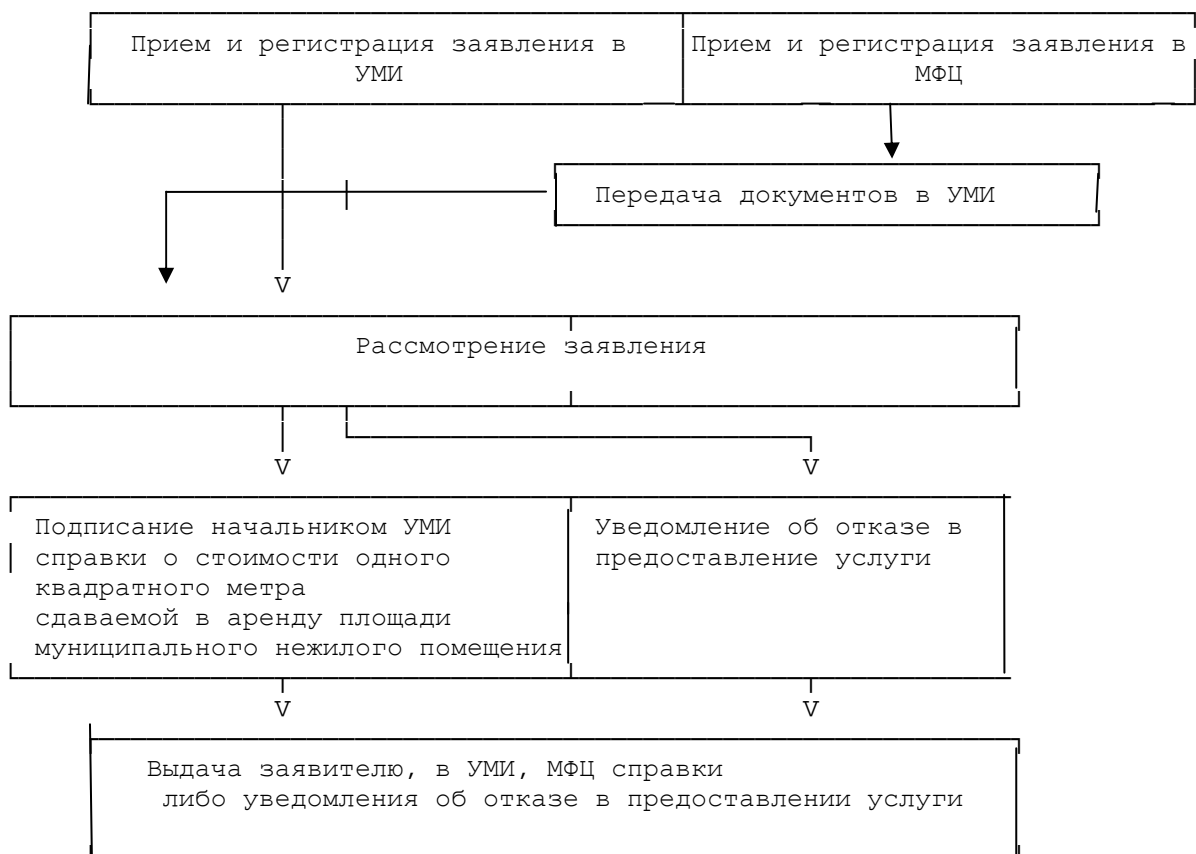 Прием и регистрация заявления в
УМИ
Прием и регистрация заявления в
МФЦ
Передача документов в УМИ
V
Рассмотрение заявления
V
V
Подписание начальником УМИ
справки о стоимости одного
квадратного метра
сдаваемой в аренду площади
муниципального нежилого помещения
Уведомление об отказе в
предоставление услуги
V
V
Выдача заявителю, в УМИ, МФЦ справки
либо уведомления об отказе в предоставлении услуги